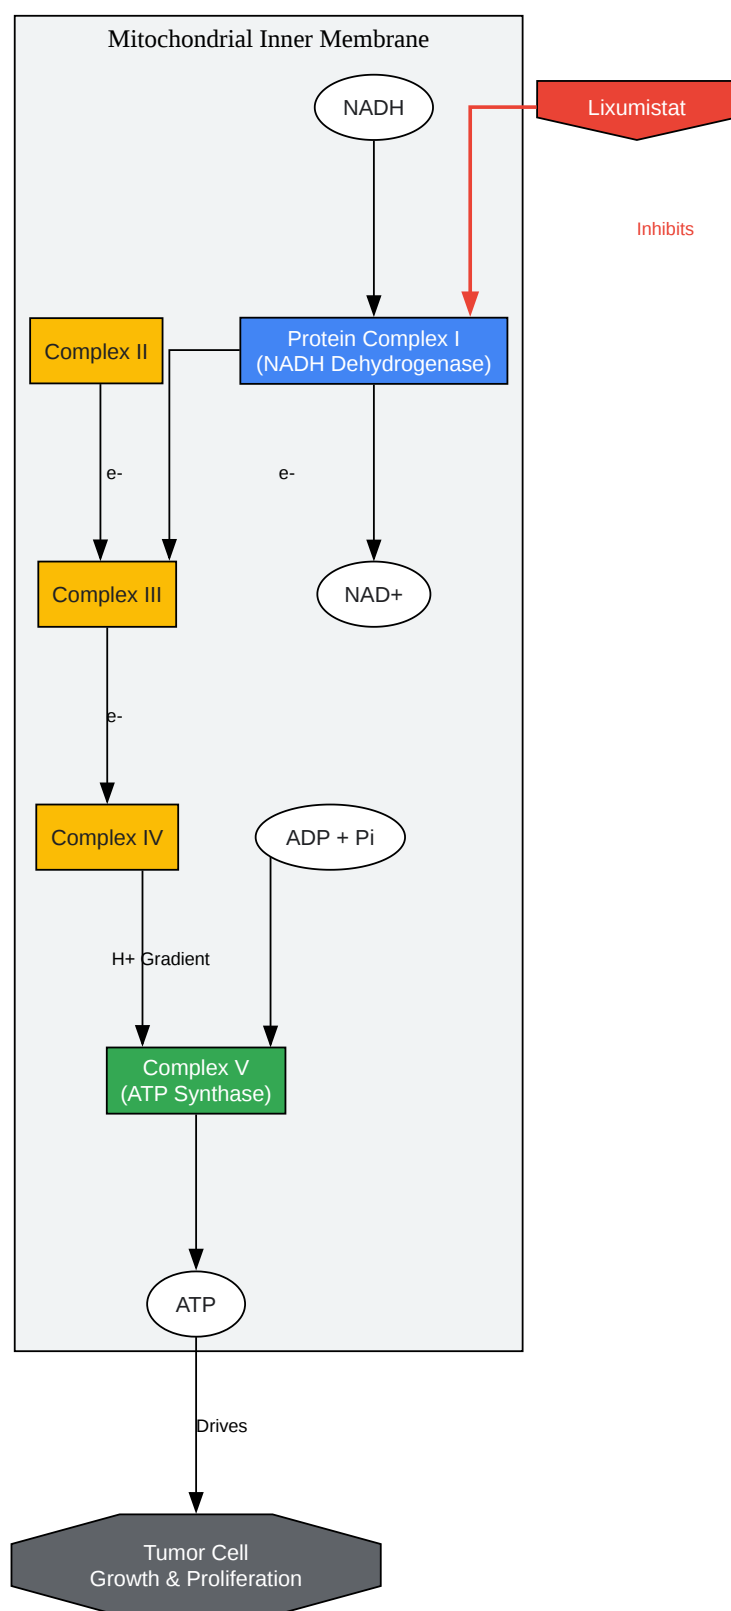 Mitochondrial Inner Membrane
NADH
Lixumistat
Inhibits
Protein Complex I
(NADH Dehydrogenase)
Complex II
e-
e-
Complex III
NAD+
e-
Complex IV
ADP + Pi
H+ Gradient
Complex V
(ATP Synthase)
ATP
Drives
Tumor Cell
Growth & Proliferation